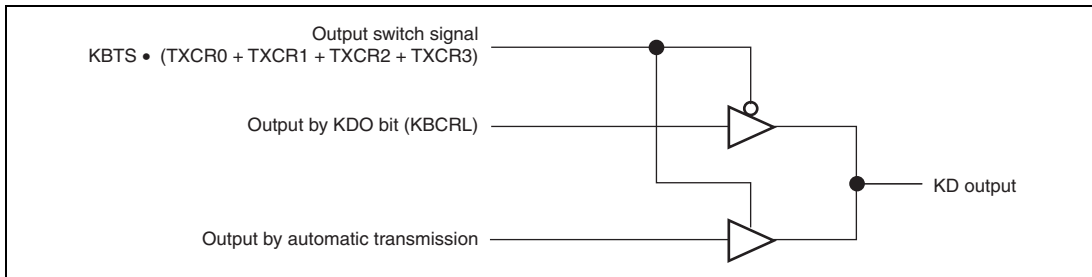 Output switch signal
KBTS • (TXCR0 + TXCR1 + TXCR2 + TXCR3)
Output by KDO bit (KBCRL)
KD output
Output by automatic transmission